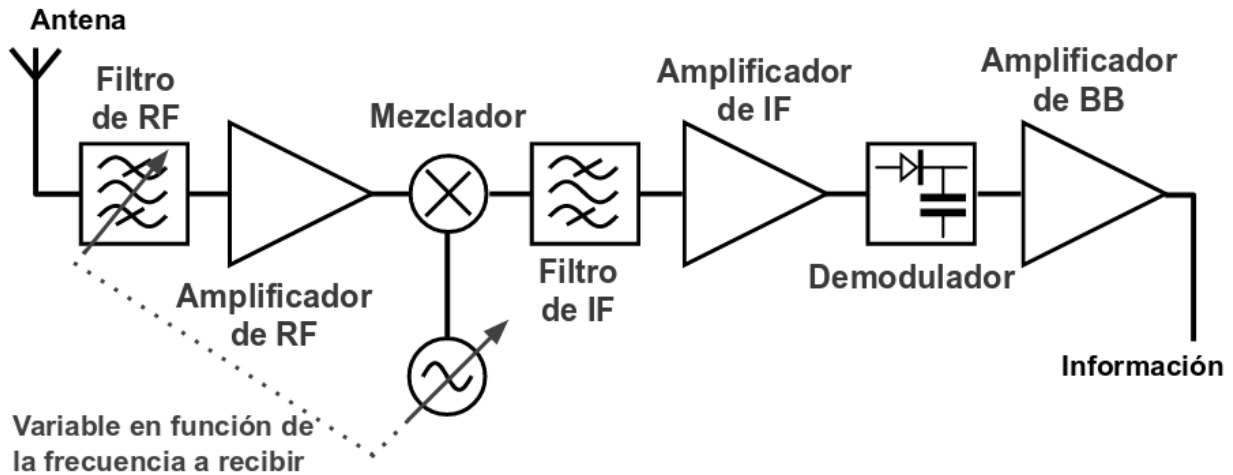 Antena
Filtro
de RF
Amplificador
de RF
Mezclador
Filtro
de IF
Amplificador
de IF
Demodulador
Amplificador
de BB
Información
Variable en función de
la frecuencia a recibir